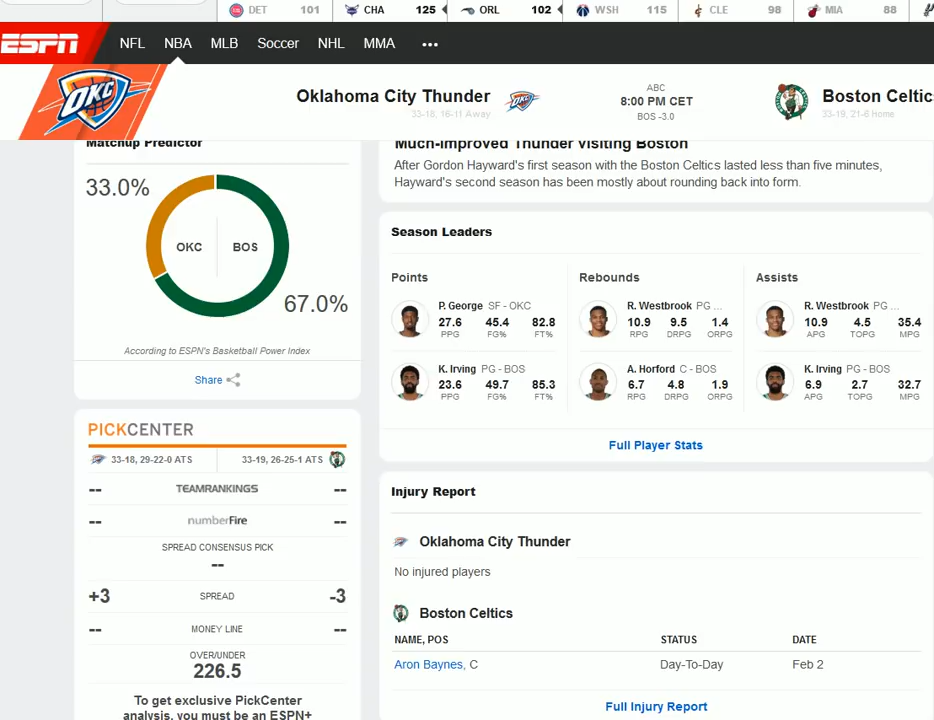 DET 101
CHA 125
ORL 102
WSH 115
CLE 98
MIA 88
ESPN
NFL NBA MLB Soccer NHL MMA •••
OKC
Oklahoma City Thunder
33-18, 16-11 Away
ABC
8:00 PM CET
BOS -3.0
Boston Celtic
33-19, 21-6 Home
Matchup Predictor
33.0%
OKC BOS
67.0%
According to ESPN's Basketball Power Index
Share
PICKCENTER
33-18, 29-22-0 ATS
33-19, 26-25-1 ATS
-- TEAMRANKINGS --
-- numberFire --
SPREAD CONSENSUS PICK
--
+3 SPREAD -3
-- MONEY LINE --
OVER/UNDER
226.5
To get exclusive PickCenter
analysis, you must be an ESPN+
Much-improved Thunder visiting Boston
After Gordon Hayward's first season with the Boston Celtics lasted less than five minutes,
Hayward's second season has been mostly about rounding back into form.
Season Leaders
Points
P. George SF - OKC
27.6 45.4 82.8
PPG FG% FT%
K. Irving PG - BOS
23.6 49.7 85.3
PPG FG% FT%
Rebounds
R. Westbrook PG ...
10.9 9.5 1.4
RPG DRPG ORPG
A. Horford C - BOS
6.7 4.8 1.9
RPG DRPG ORPG
Assists
R. Westbrook PG ...
10.9 4.5 35.4
APG TOPG MPG
K. Irving PG - BOS
6.9 2.7 32.7
APG TOPG MPG
Full Player Stats
Injury Report
Oklahoma City Thunder
No injured players
Boston Celtics
NAME, POS STATUS DATE
Aron Baynes, C Day-To-Day Feb 2
Full Injury Report